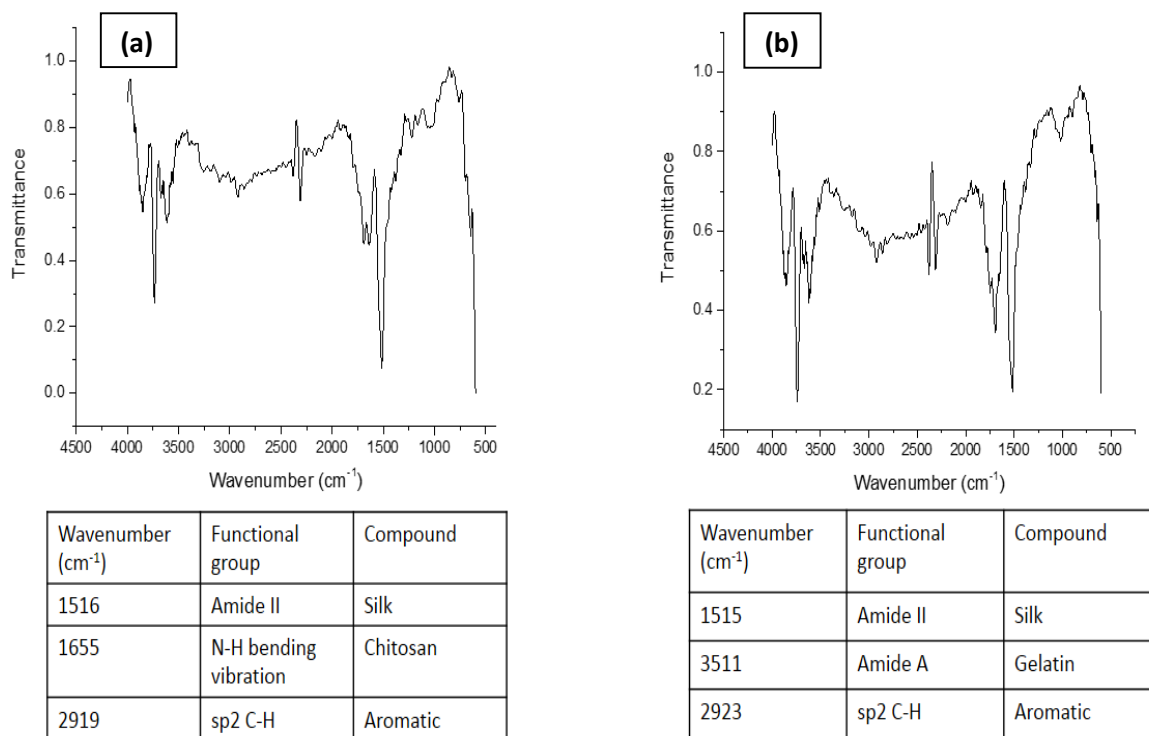 (a)
1.0
0.8
0.6
0.4
0.2
0.0
Transmittance
4500 4000 3500 3000 2500 2000 1500 1000 500
Wavenumber (cm⁻¹)
Wavenumber (cm⁻¹) Functional group Compound
1516 Amide II Silk
1655 N-H bending vibration Chitosan
2919 sp2 C-H Aromatic
(b)
1.0
0.8
0.6
0.4
0.2
Transmittance
4500 4000 3500 3000 2500 2000 1500 1000 500
Wavenumber (cm⁻¹)
Wavenumber (cm⁻¹) Functional group Compound
1515 Amide II Silk
3511 Amide A Gelatin
2923 sp2 C-H Aromatic